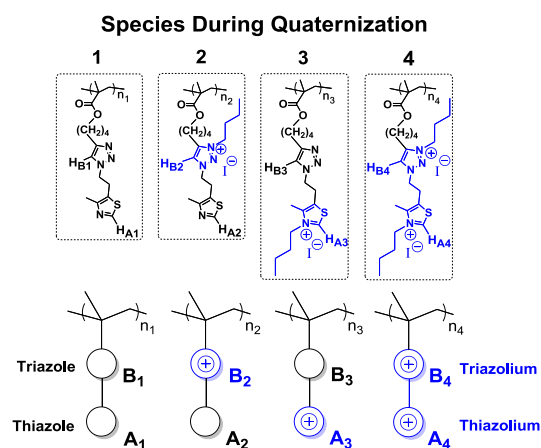 Species During Quaternization
1 2 3 4
n1 n2 n3 n4
O O O O
O O O O
(CH2)4 (CH2)4 (CH2)4 (CH2)4
HB1 N N N HB2 N N N I⊖ HB3 N N N HB4 N N N I⊖
N S HA1 N S HA2 N S HA3 I⊖ N S HA4 I⊖
n1 n2 n3 n4
Triazole B1 B2 B3 B4 Triazolium
Thiazole A1 A2 A3 A4 Thiazolium